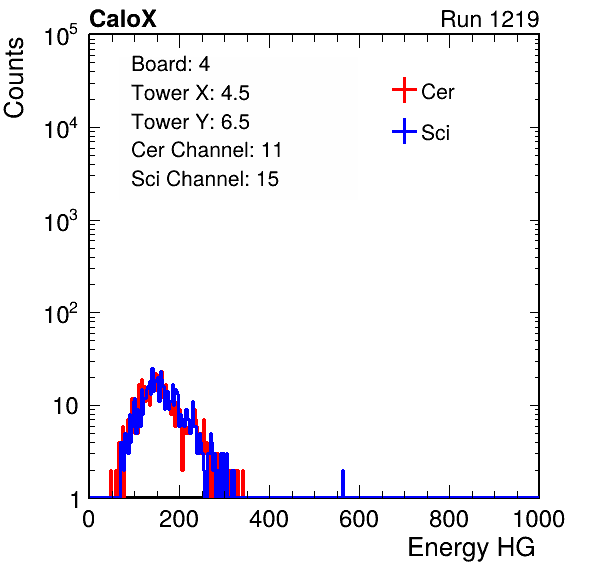 CaloX Run 1219
Counts
Board: 4
Tower X: 4.5
Tower Y: 6.5
Cer Channel: 11
Sci Channel: 15
Cer
Sci
10^5
10^4
10^3
10^2
10
1
0 200 400 600 800 1000
Energy HG